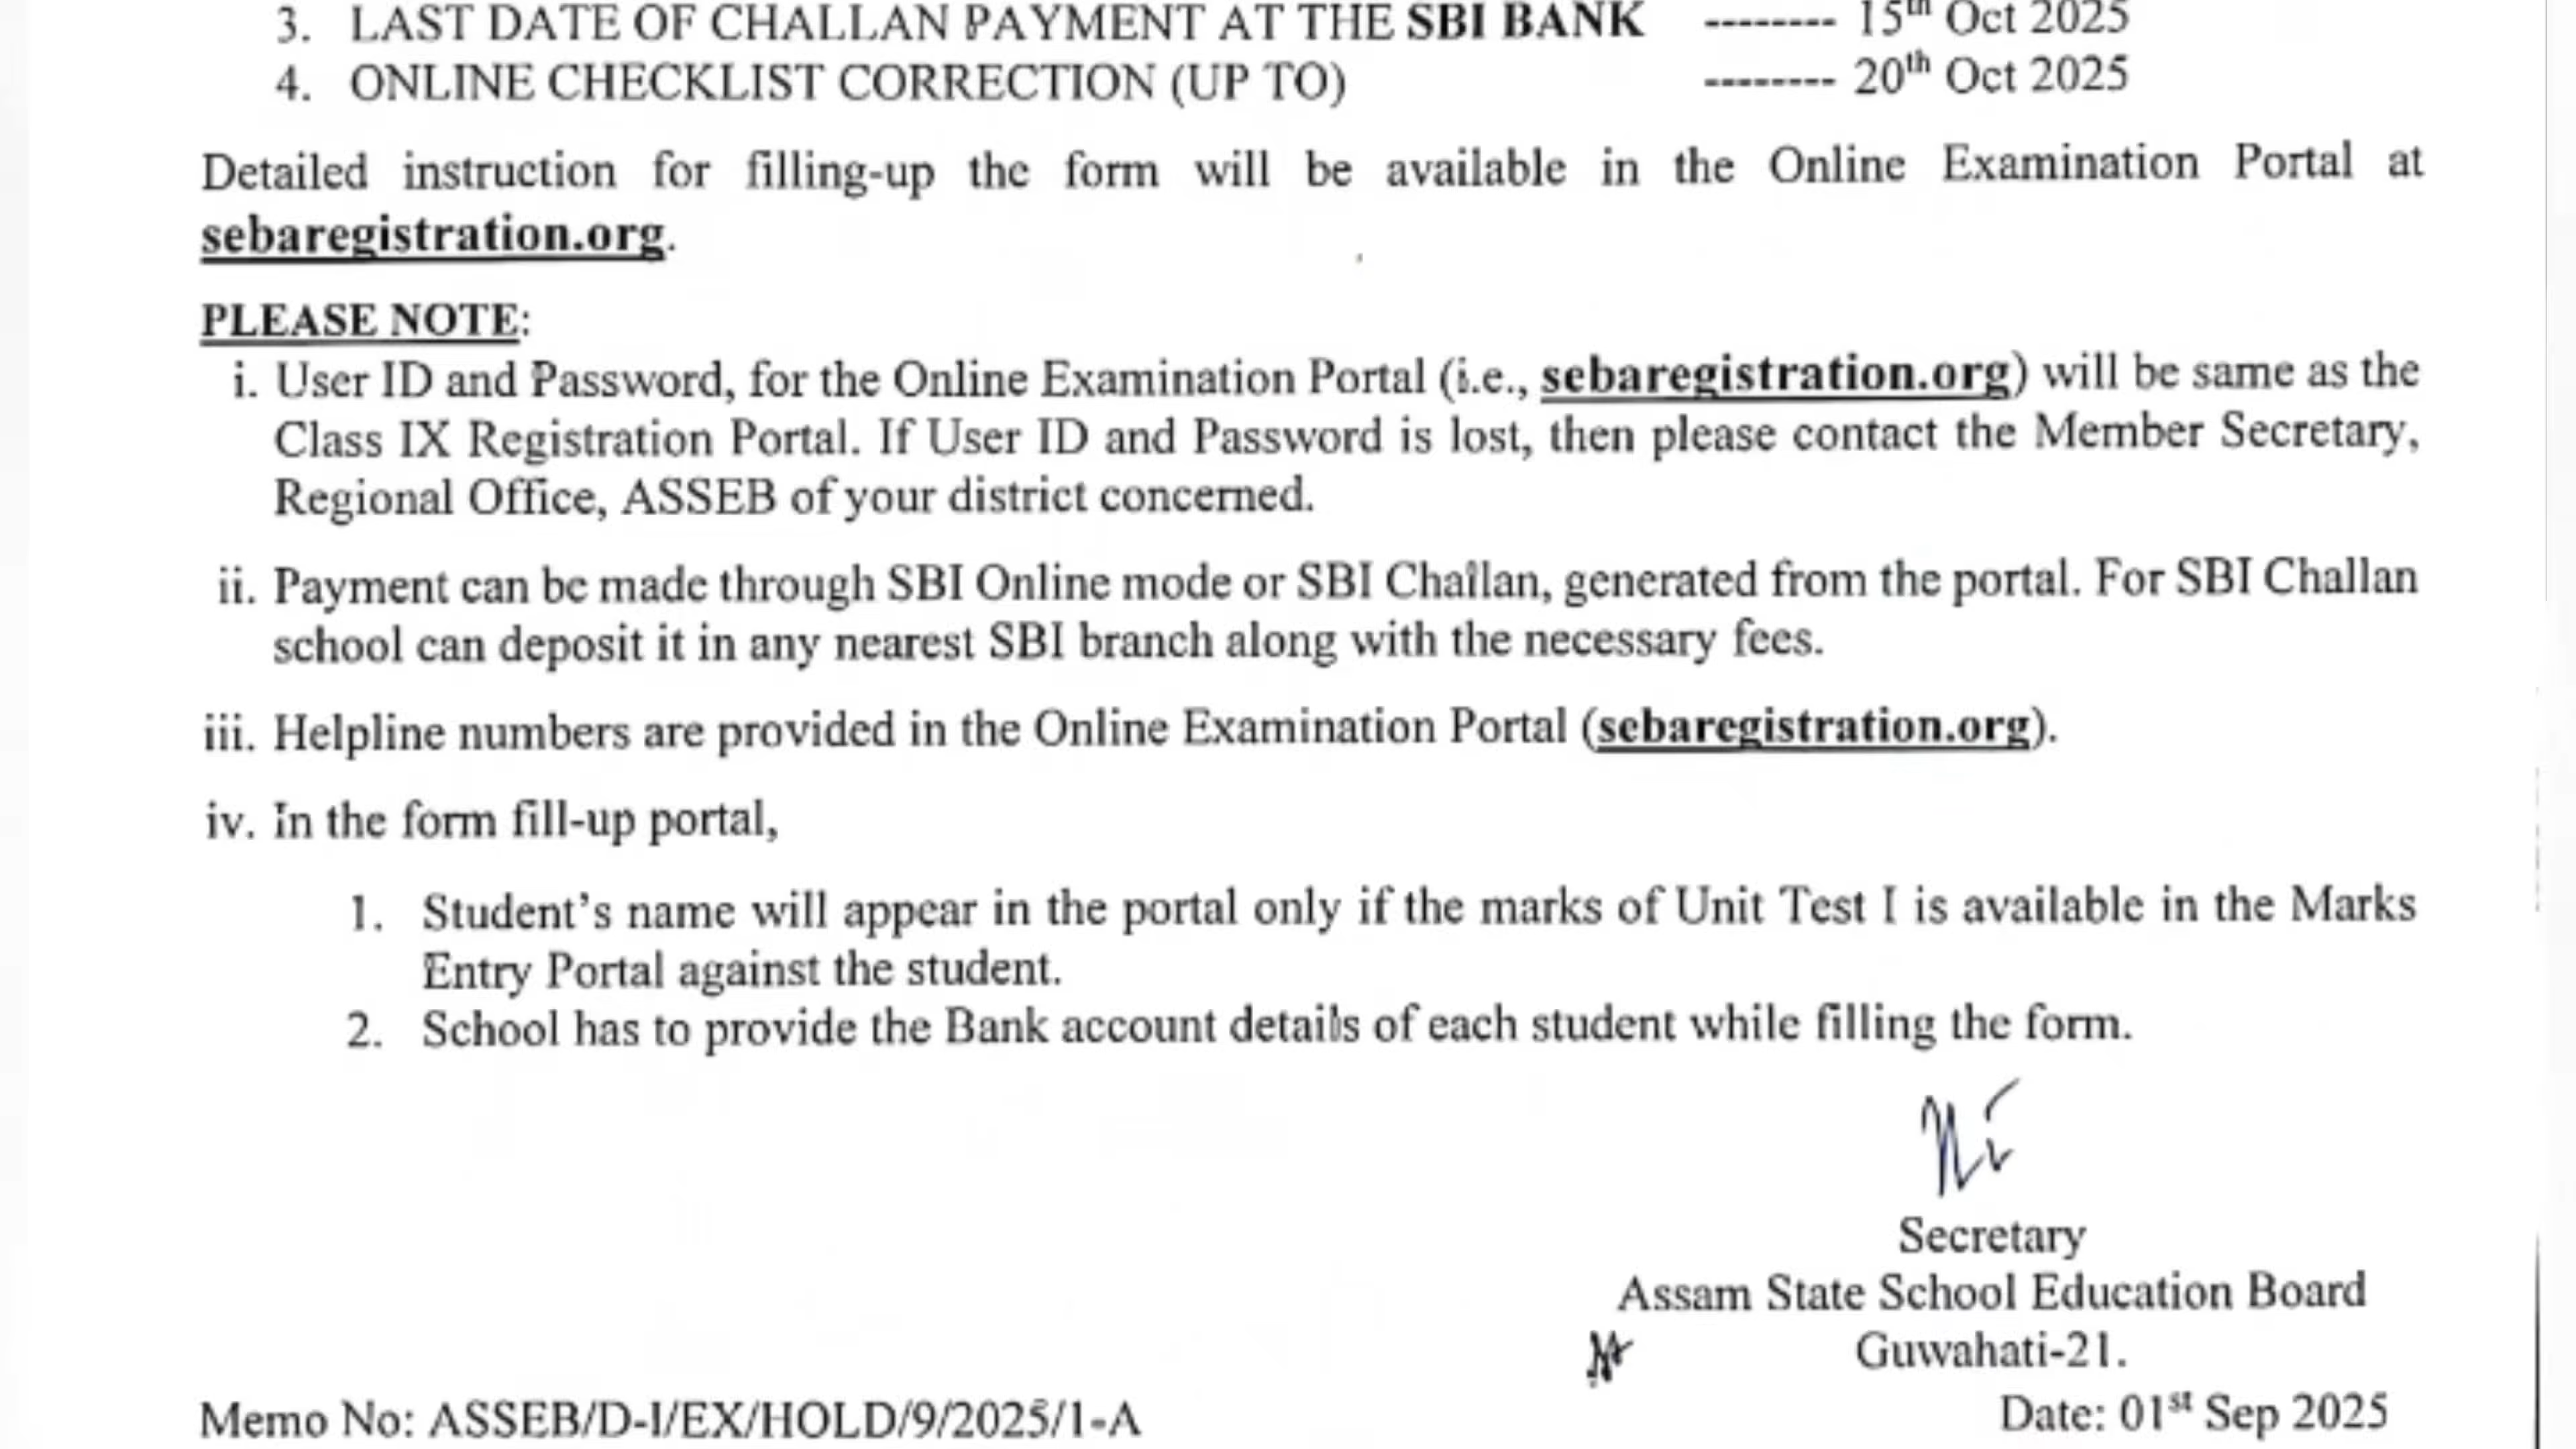 3. LAST DATE OF CHALLAN PAYMENT AT THE SBI BANK -------- 15th Oct 2025
4. ONLINE CHECKLIST CORRECTION (UP TO) -------- 20th Oct 2025
Detailed instruction for filling-up the form will be available in the Online Examination Portal at
sebaregistration.org.
PLEASE NOTE:
i. User ID and Password, for the Online Examination Portal (i.e., sebaregistration.org) will be same as the
Class IX Registration Portal. If User ID and Password is lost, then please contact the Member Secretary,
Regional Office, ASSEB of your district concerned.
ii. Payment can be made through SBI Online mode or SBI Challan, generated from the portal. For SBI Challan
school can deposit it in any nearest SBI branch along with the necessary fees.
iii. Helpline numbers are provided in the Online Examination Portal (sebaregistration.org).
iv. In the form fill-up portal,
1. Student's name will appear in the portal only if the marks of Unit Test I is available in the Marks
Entry Portal against the student.
2. School has to provide the Bank account details of each student while filling the form.
Secretary
Assam State School Education Board
Guwahati-21.
Memo No: ASSEB/D-I/EX/HOLD/9/2025/1-A Date: 01st Sep 2025